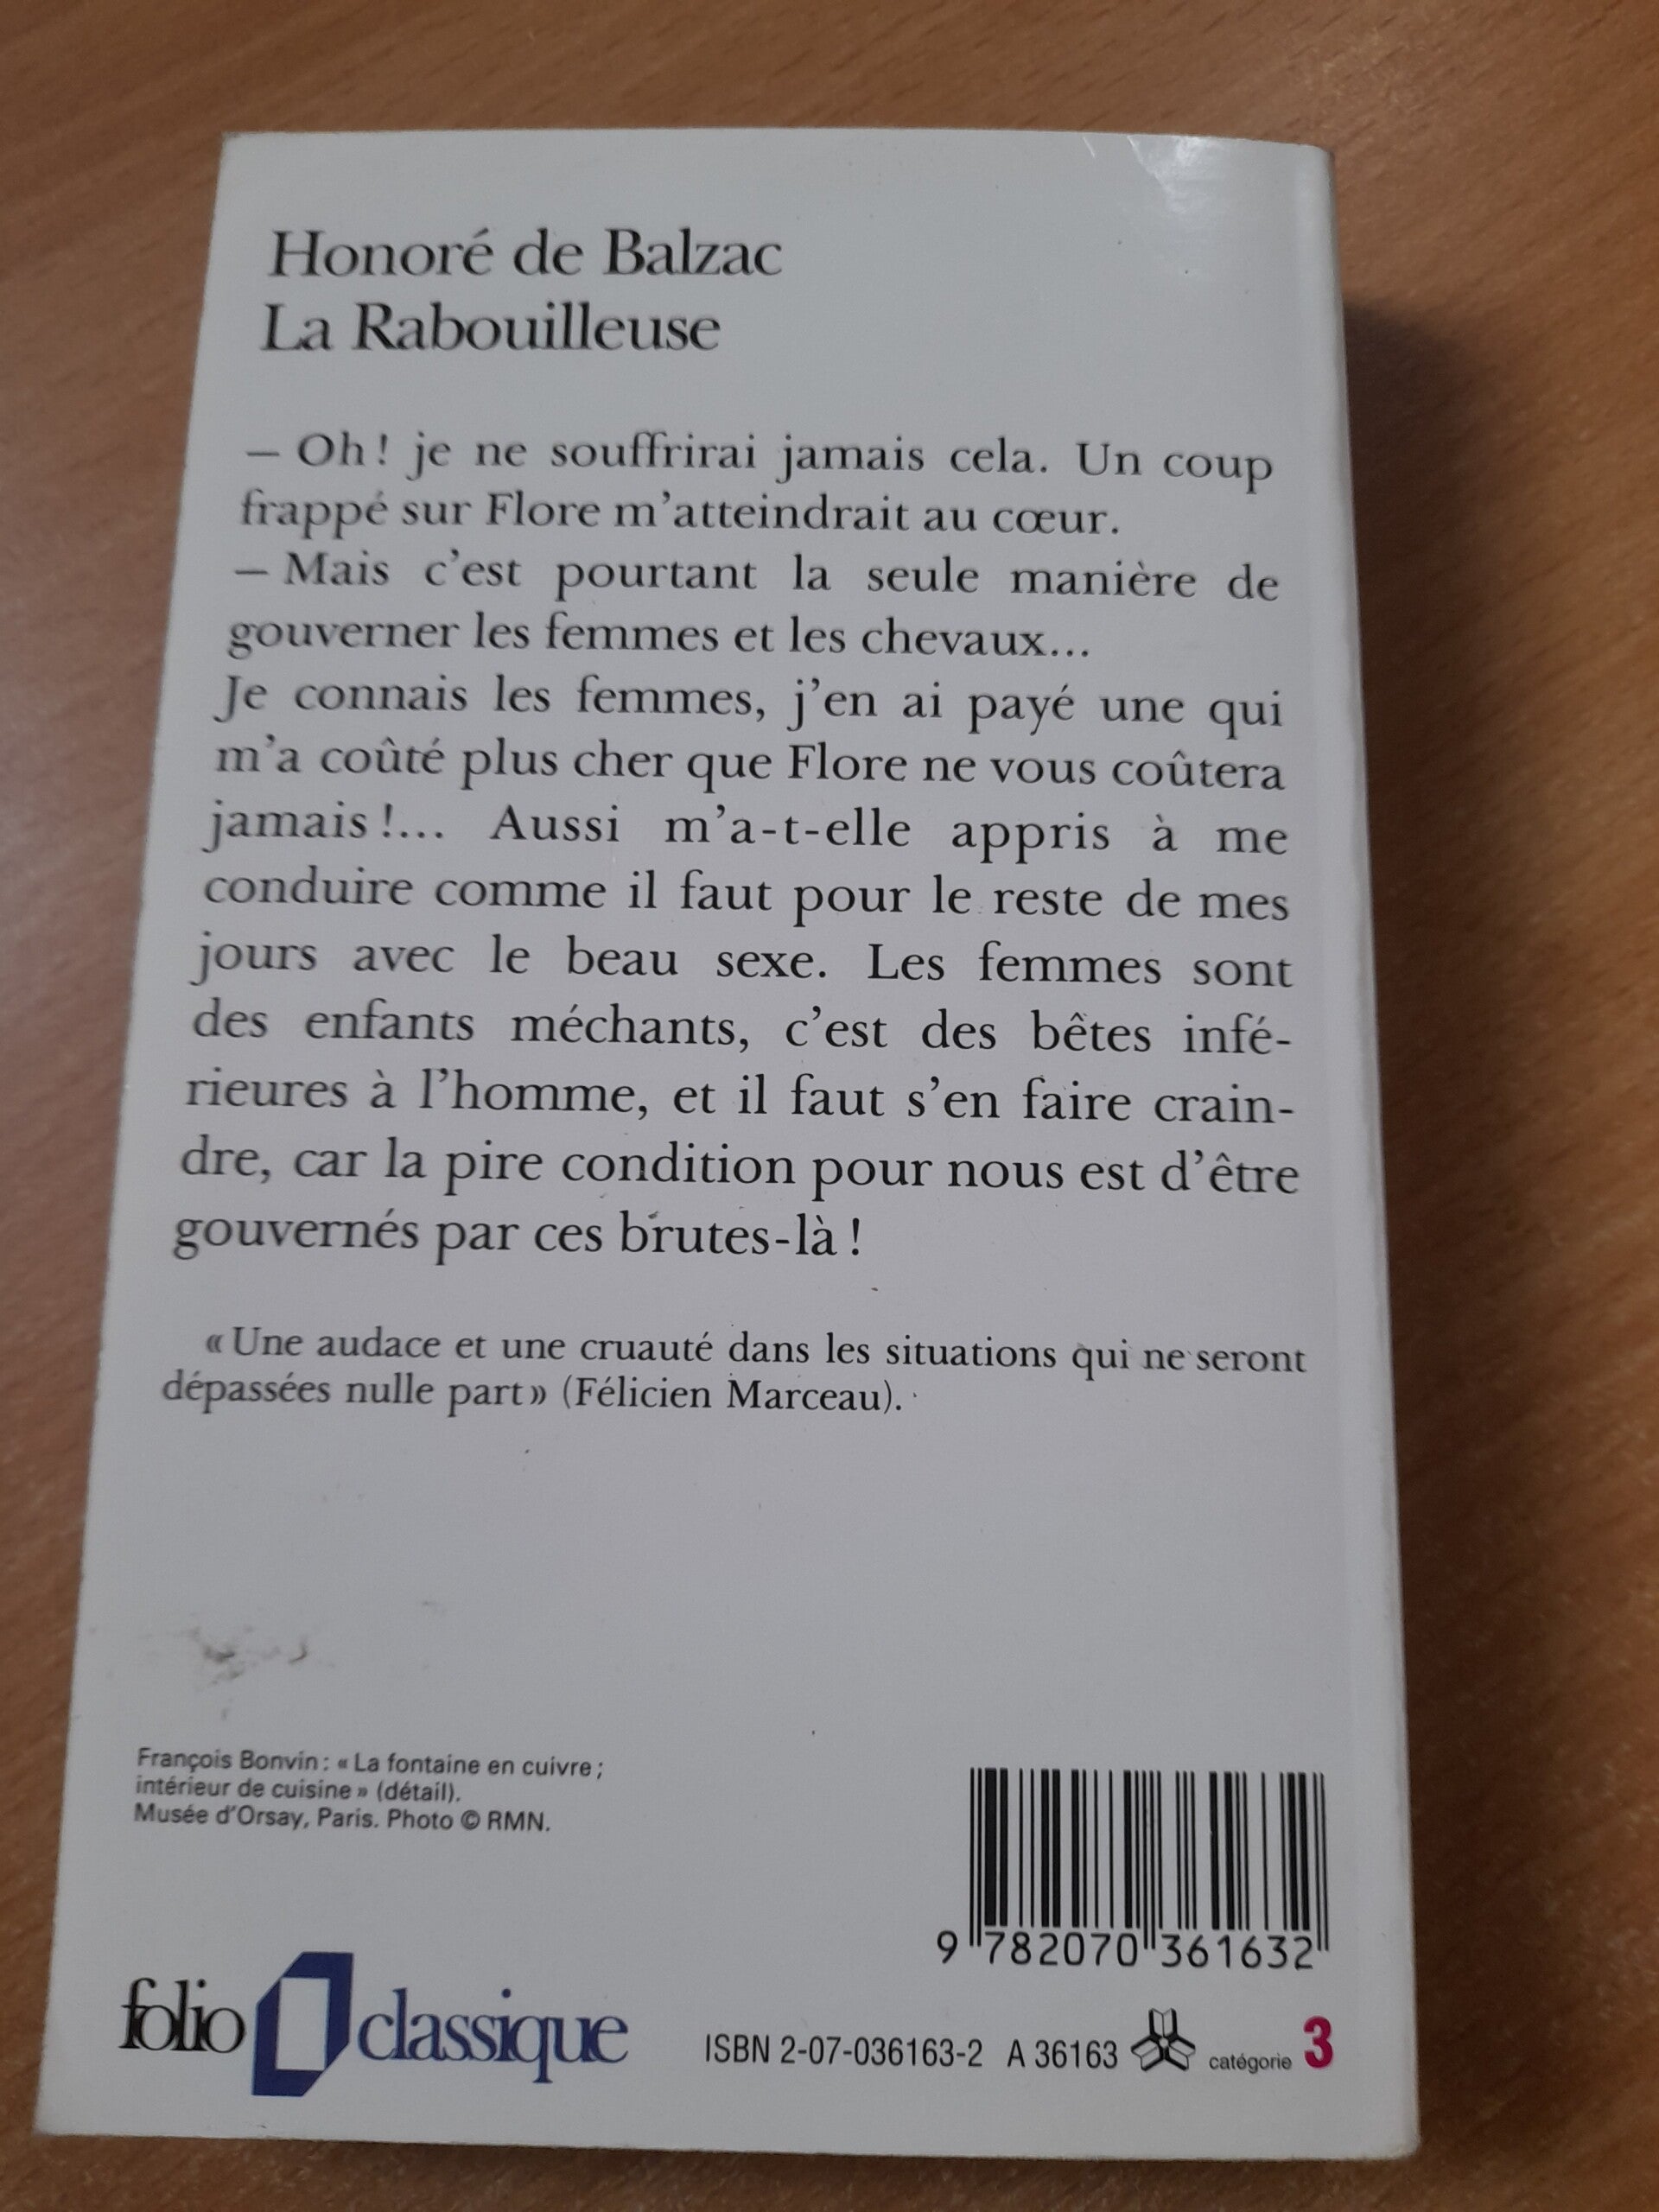 Honoré de Balzac
La Rabouilleuse
– Oh ! je ne souffrirai jamais cela. Un coup
frappé sur Flore m’atteindrait au cœur.
– Mais c’est pourtant la seule manière de
gouverner les femmes et les chevaux...
Je connais les femmes, j’en ai payé une qui
m’a coûté plus cher que Flore ne vous coûtera
jamais !... Aussi m’a-t-elle appris à me
conduire comme il faut pour le reste de mes
jours avec le beau sexe. Les femmes sont
des enfants méchants, c’est des bêtes infé-
rieures à l’homme, et il faut s’en faire crain-
dre, car la pire condition pour nous est d’être
gouvernés par ces brutes-là !
« Une audace et une cruauté dans les situations qui ne seront
dépassées nulle part » (Félicien Marceau).
François Bonvin : « La fontaine en cuivre ;
intérieur de cuisine » (détail).
Musée d’Orsay, Paris. Photo © RMN.
9 782070 361632
folio classique
ISBN 2-07-036163-2 A 36163 catégorie 3